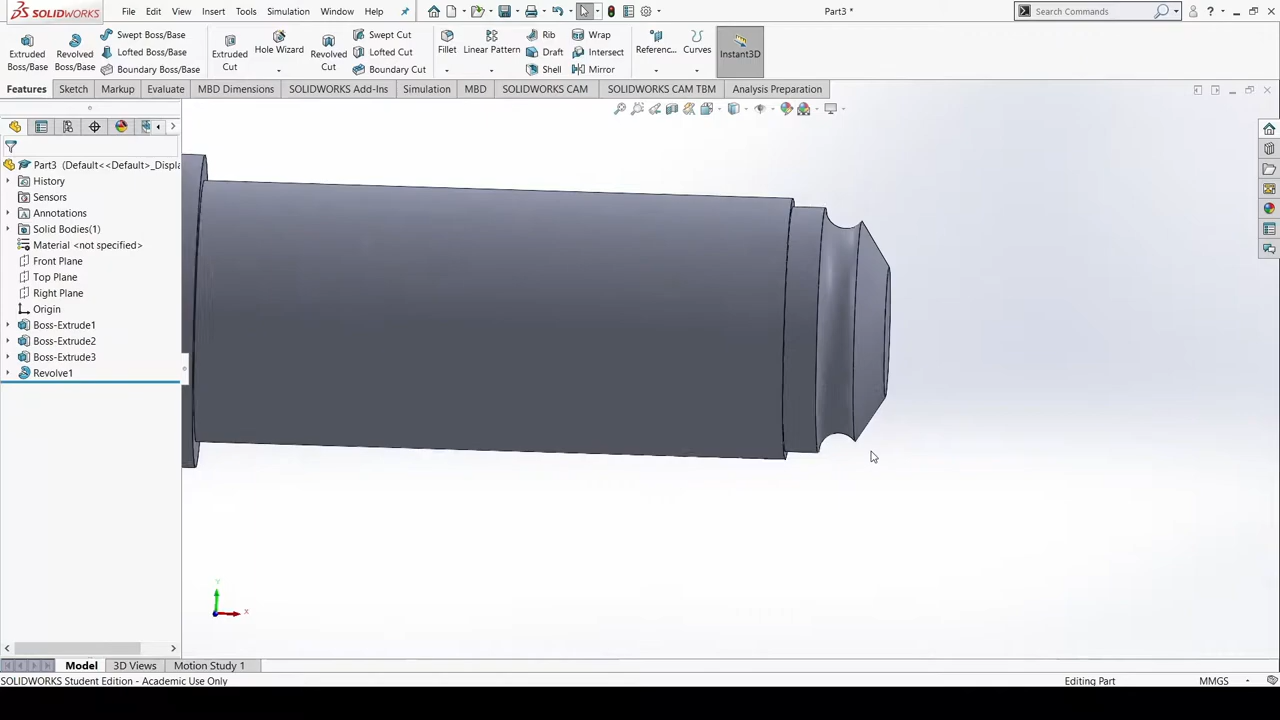 SOLIDWORKS File Edit View Insert Tools Simulation Window Help Part3 * Search Commands ?
Extruded Boss/Base
Revolved Boss/Base
Swept Boss/Base
Lofted Boss/Base
Boundary Boss/Base
Extruded Cut
Hole Wizard
Revolved Cut
Swept Cut
Lofted Cut
Boundary Cut
Fillet
Linear Pattern
Rib
Draft
Shell
Wrap
Intersect
Mirror
Referenc...
Curves
Instant3D
Features Sketch Markup Evaluate MBD Dimensions SOLIDWORKS Add-Ins Simulation MBD SOLIDWORKS CAM SOLIDWORKS CAM TBM Analysis Preparation
Part3 (Default<<Default>_Displa
History
Sensors
Annotations
Solid Bodies(1)
Material <not specified>
Front Plane
Top Plane
Right Plane
Origin
Boss-Extrude1
Boss-Extrude2
Boss-Extrude3
Revolve1
Y
X
Model 3D Views Motion Study 1
SOLIDWORKS Student Edition - Academic Use Only Editing Part MMGS